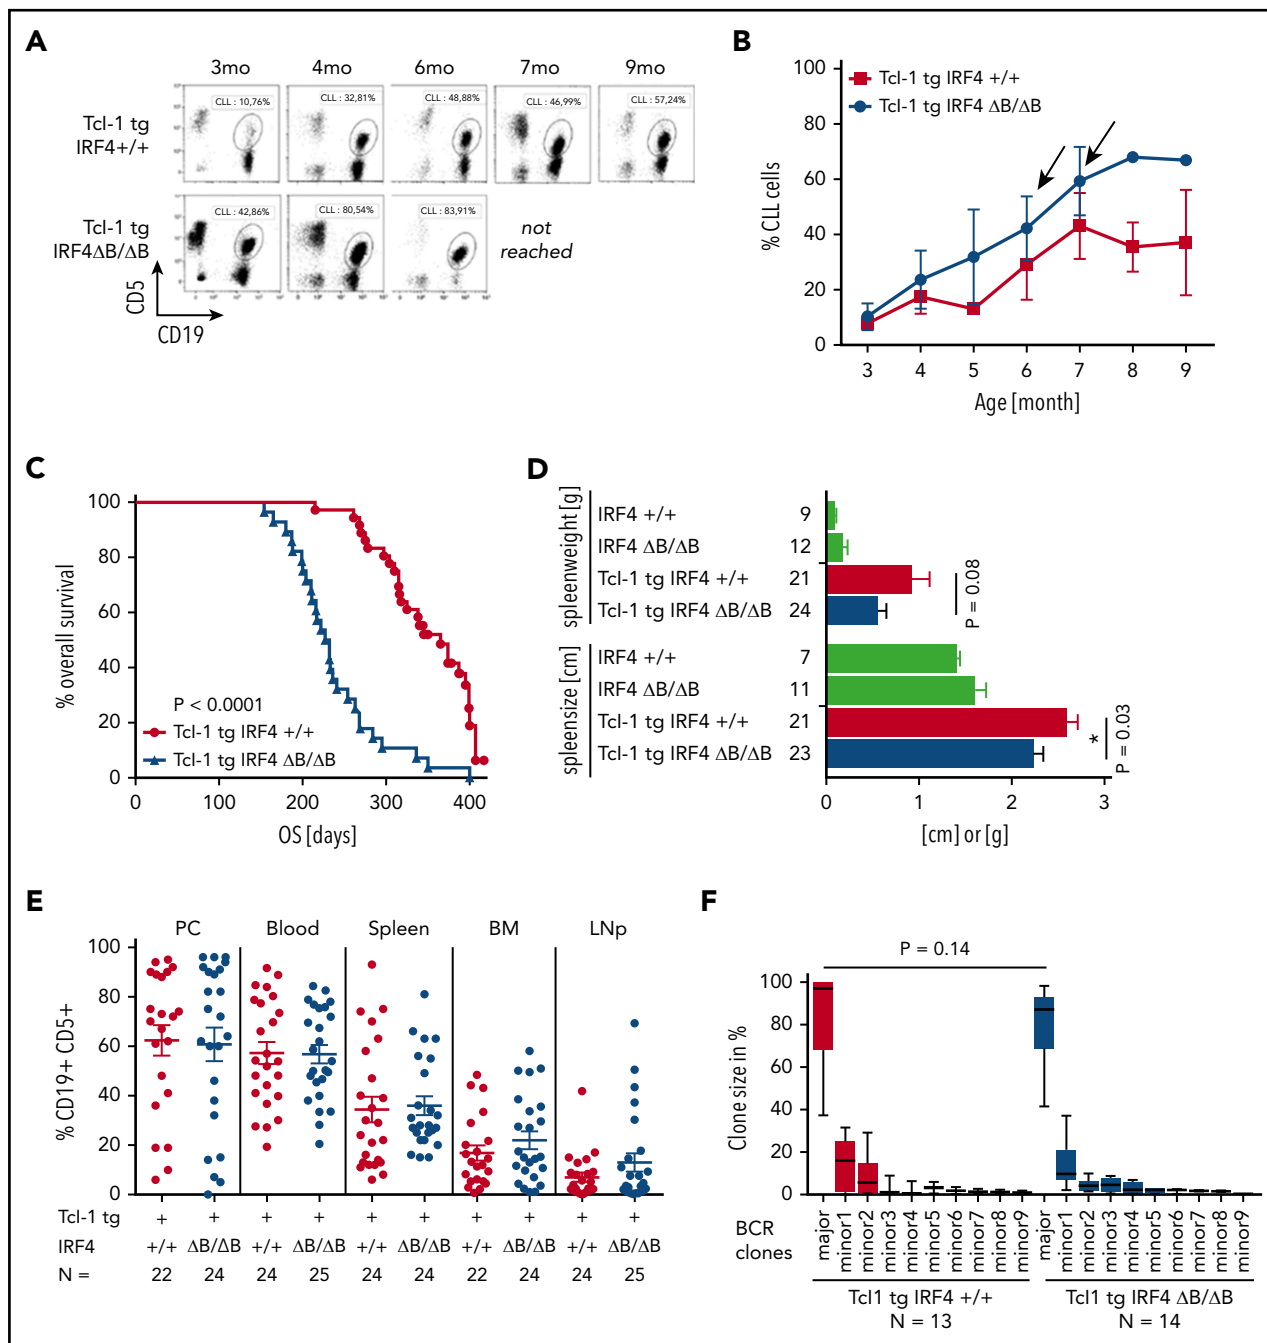 A
3mo 4mo 6mo 7mo 9mo
Tcl-1 tg
IRF4+/+
CLL : 10,76%
CLL : 32,81%
CLL : 48,88%
CLL : 46,99%
CLL : 57,24%
Tcl-1 tg
IRF4ΔB/ΔB
CLL : 42,86%
CLL : 80,54%
CLL : 83,91%
not
reached
CD5
CD19
B
Tcl-1 tg IRF4 +/+
Tcl-1 tg IRF4 ΔB/ΔB
% CLL cells
100
80
60
40
20
0
3 4 5 6 7 8 9
Age [month]
C
% overall survival
100
80
60
40
20
0
P < 0.0001
Tcl-1 tg IRF4 +/+
Tcl-1 tg IRF4 ΔB/ΔB
0 100 200 300 400
OS [days]
D
spleenweight [g]
IRF4 +/+ 9
IRF4 ΔB/ΔB 12
Tcl-1 tg IRF4 +/+ 21
Tcl-1 tg IRF4 ΔB/ΔB 24
P = 0.08
spleensize [cm]
IRF4 +/+ 7
IRF4 ΔB/ΔB 11
Tcl-1 tg IRF4 +/+ 21
Tcl-1 tg IRF4 ΔB/ΔB 23
*
P = 0.03
0 1 2 3
[cm] or [g]
E
PC Blood Spleen BM LNp
% CD19+ CD5+
100
80
60
40
20
0
Tcl-1 tg + + + + + + + + + +
IRF4 +/+ ΔB/ΔB +/+ ΔB/ΔB +/+ ΔB/ΔB +/+ ΔB/ΔB +/+ ΔB/ΔB
N = 22 24 24 25 24 24 22 24 24 25
F
P = 0.14
Clone size in %
100
80
60
40
20
0
BCR
clones
major minor1 minor2 minor3 minor4 minor5 minor6 minor7 minor8 minor9 major minor1 minor2 minor3 minor4 minor5 minor6 minor7 minor8 minor9
Tcl1 tg IRF4 +/+ Tcl1 tg IRF4 ΔB/ΔB
N = 13 N = 14